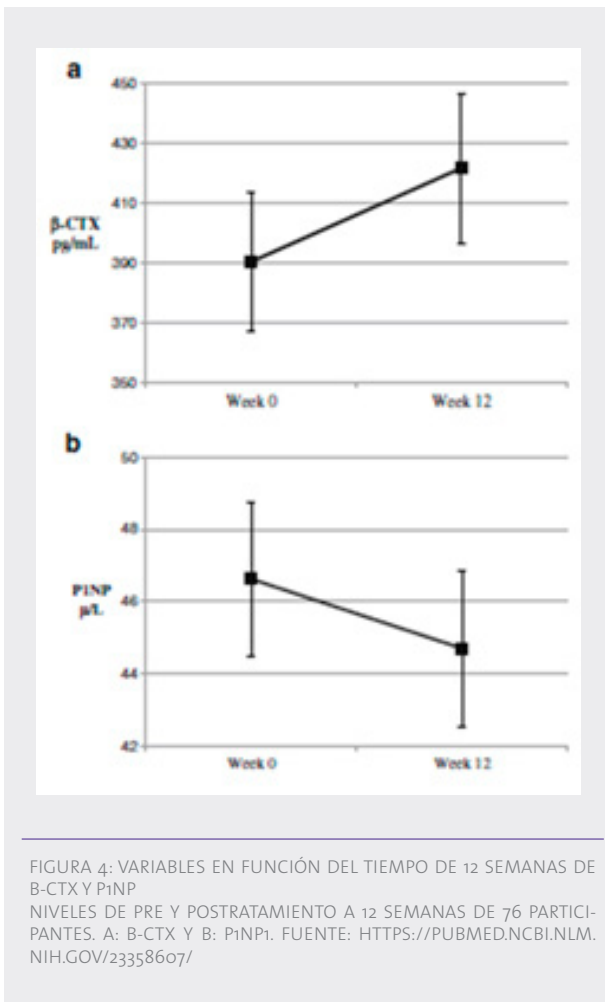 a
450
430
β-CTX
pg/mL
410
390
370
350
Week 0 Week 12
b
50
48
P1NP
µ/L
46
44
42
Week 0 Week 12
FIGURA 4: VARIABLES EN FUNCIÓN DEL TIEMPO DE 12 SEMANAS DE
B-CTX Y P1NP
NIVELES DE PRE Y POSTRATAMIENTO A 12 SEMANAS DE 76 PARTICI-
PANTES. A: B-CTX Y B: P1NP1. FUENTE: HTTPS://PUBMED.NCBI.NLM.
NIH.GOV/23358607/